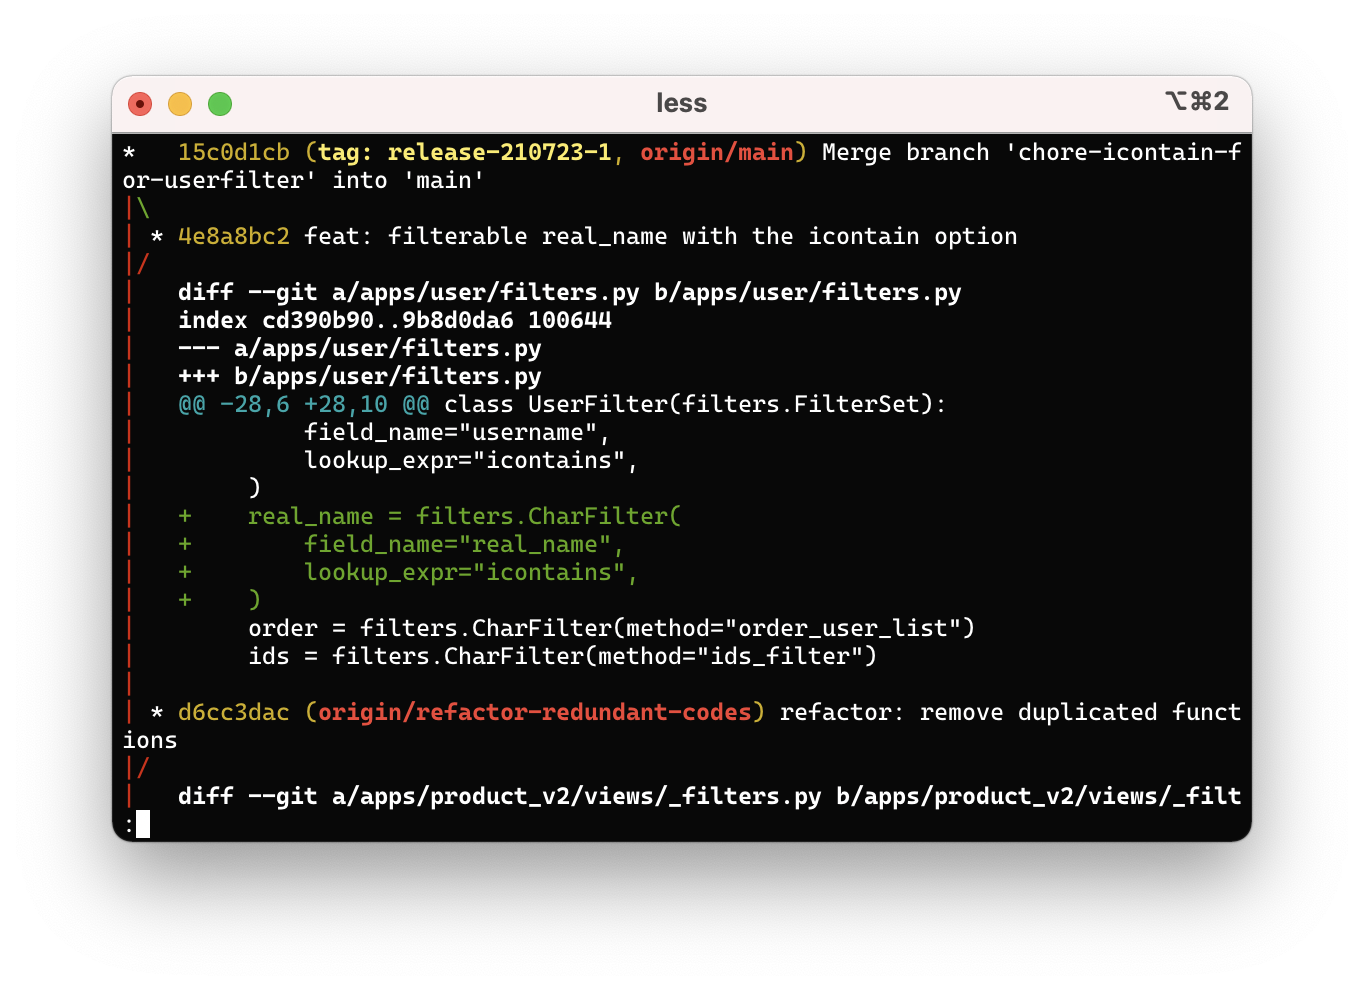 less
⌥⌘2
*   15c0d1cb (tag: release-210723-1, origin/main) Merge branch 'chore-icontain-f
or-userfilter' into 'main'
|\
| * 4e8a8bc2 feat: filterable real_name with the icontain option
|/
|   diff --git a/apps/user/filters.py b/apps/user/filters.py
|   index cd390b90..9b8d0da6 100644
|   --- a/apps/user/filters.py
|   +++ b/apps/user/filters.py
|   @@ -28,6 +28,10 @@ class UserFilter(filters.FilterSet):
|            field_name="username",
|            lookup_expr="icontains",
|        )
|   +    real_name = filters.CharFilter(
|   +        field_name="real_name",
|   +        lookup_expr="icontains",
|   +    )
|        order = filters.CharFilter(method="order_user_list")
|        ids = filters.CharFilter(method="ids_filter")
|
| * d6cc3dac (origin/refactor-redundant-codes) refactor: remove duplicated funct
ions
|/
|   diff --git a/apps/product_v2/views/_filters.py b/apps/product_v2/views/_filt
: